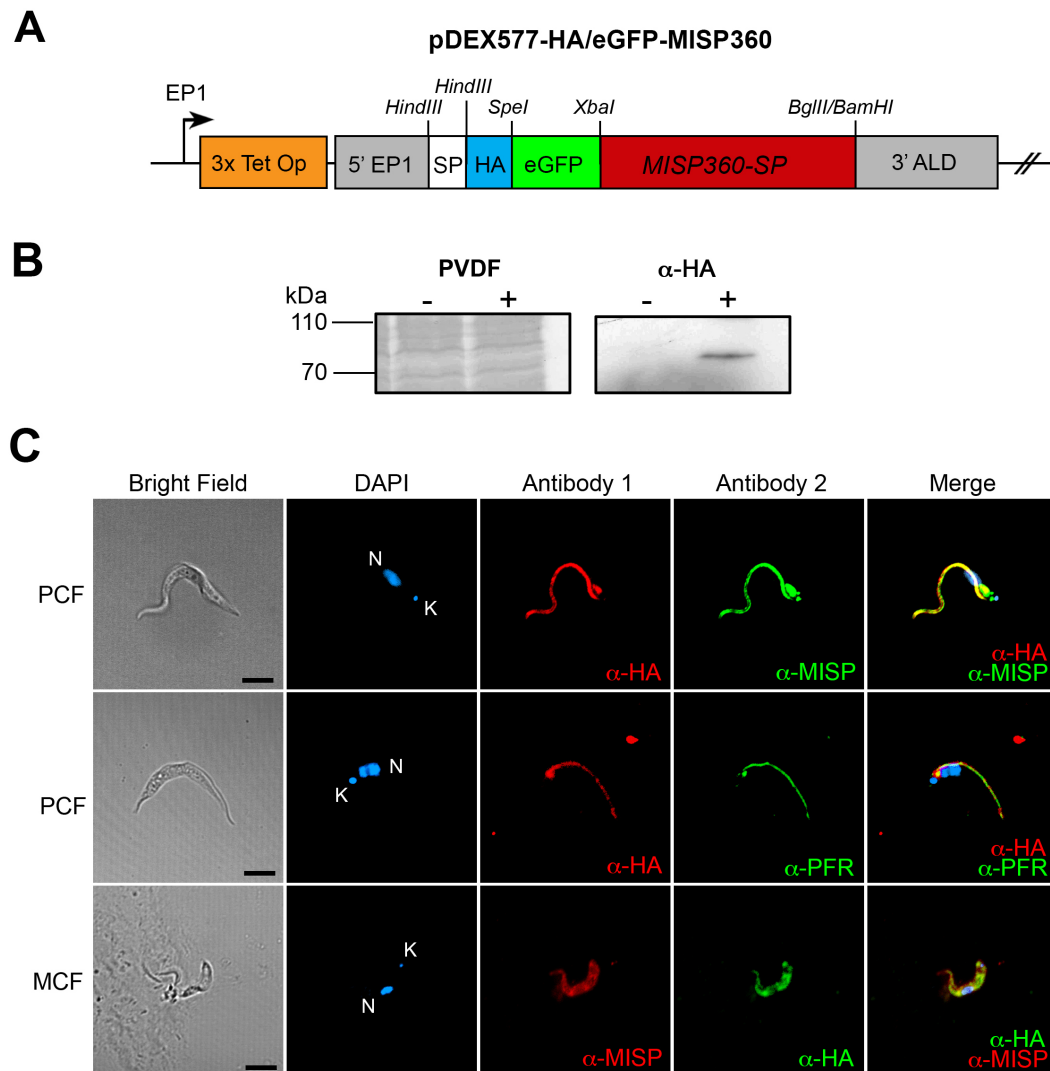 A
pDEX577-HA/eGFP-MISP360
EP1
HindIII
HindIII
SpeI
XbaI
BglII/BamHI
3x Tet Op
5' EP1
SP
HA
eGFP
MISP360-SP
3' ALD
B
PVDF
α-HA
kDa
-
+
-
+
110
70
C
Bright Field
DAPI
Antibody 1
Antibody 2
Merge
PCF
N
K
α-HA
α-MISP
α-HA
α-MISP
PCF
N
K
α-HA
α-PFR
α-HA
α-PFR
MCF
K
N
α-MISP
α-HA
α-HA
α-MISP